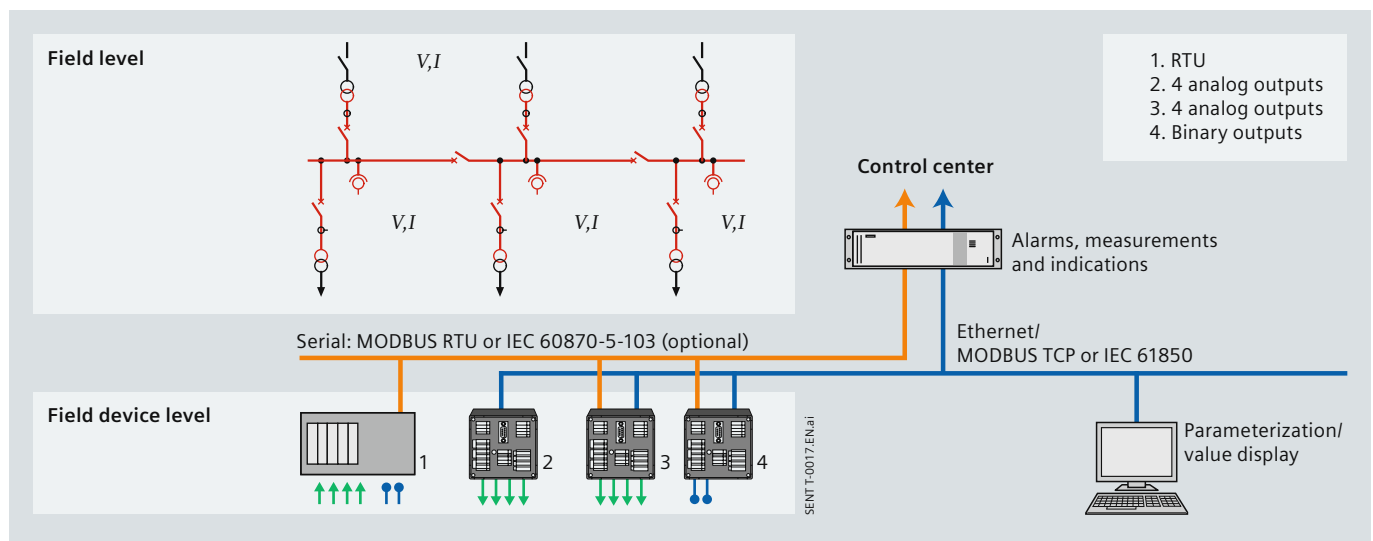 Field level
V,I
V,I
V,I
V,I
1. RTU
2. 4 analog outputs
3. 4 analog outputs
4. Binary outputs
Control center
Alarms, measurements
and indications
Serial: MODBUS RTU or IEC 60870-5-103 (optional)
Ethernet/
MODBUS TCP or IEC 61850
Field device level
1
2
3
4
SENT T-0017.EN.ai
Parameterization/
value display